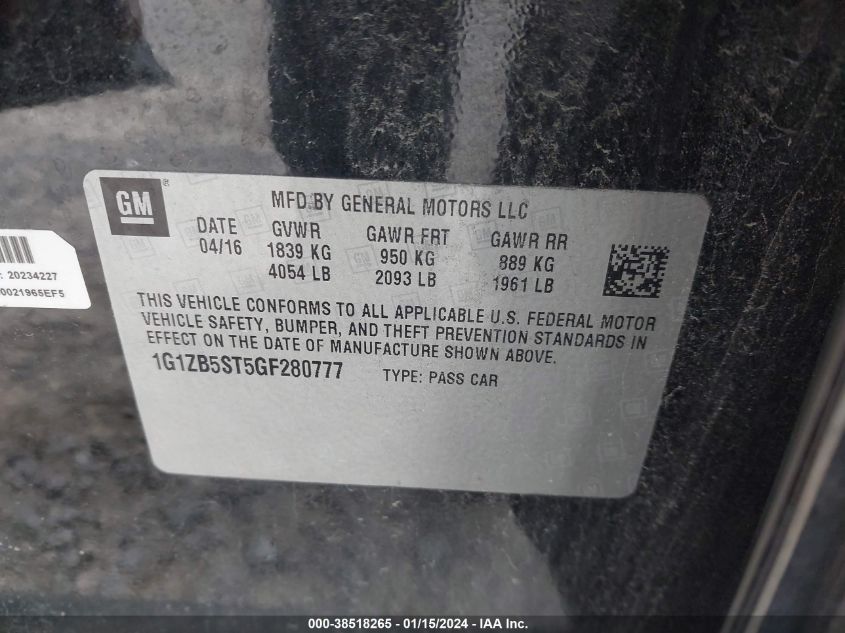 GM ®
MFD BY GENERAL MOTORS LLC
DATE GVWR GAWR FRT GAWR RR
04/16 1839 KG 950 KG 889 KG
4054 LB 2093 LB 1961 LB
THIS VEHICLE CONFORMS TO ALL APPLICABLE U.S. FEDERAL MOTOR
VEHICLE SAFETY, BUMPER, AND THEFT PREVENTION STANDARDS IN
EFFECT ON THE DATE OF MANUFACTURE SHOWN ABOVE.
1G1ZB5ST5GF280777 TYPE: PASS CAR
: 20234227
0021965EF5
000-38518265 - 01/15/2024 - IAA Inc.